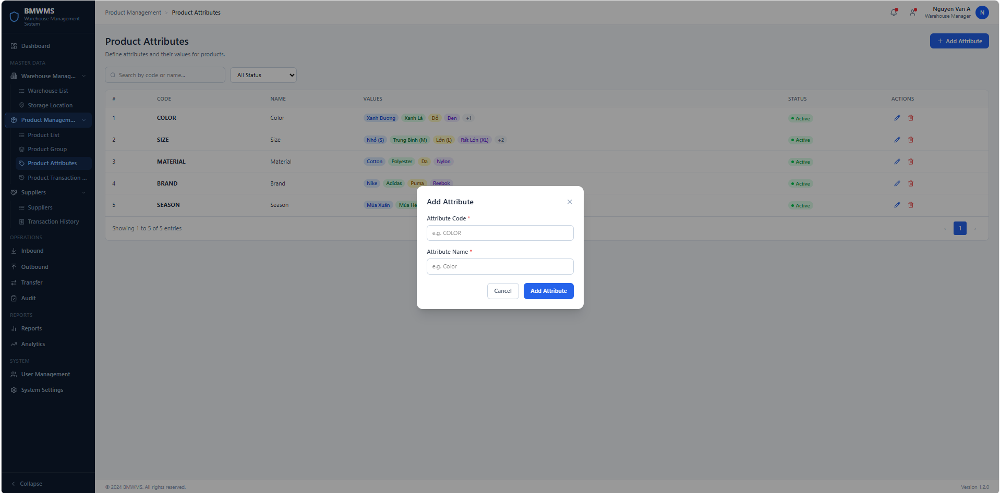 BMWMS
Warehouse Management
System
Dashboard
MASTER DATA
Warehouse Manag...
Warehouse List
Storage Location
Product Managem...
Product List
Product Group
Product Attributes
Product Transaction ...
Suppliers
Suppliers
Transaction History
OPERATIONS
Inbound
Outbound
Transfer
Audit
REPORTS
Reports
Analytics
SYSTEM
User Management
System Settings
Collapse
Product Management > Product Attributes
Nguyen Van A
Warehouse Manager
N
Product Attributes
Define attributes and their values for products.
+ Add Attribute
Search by code or name...
All Status
# CODE NAME VALUES STATUS ACTIONS
1 COLOR Color Xanh Dương Xanh Lá Đỏ Đen +1 Active
2 SIZE Size Nhỏ (S) Trung Bình (M) Lớn (L) Rất Lớn (XL) +2 Active
3 MATERIAL Material Cotton Polyester Da Nylon Active
4 BRAND Brand Nike Adidas Puma Reebok Active
5 SEASON Season Mùa Xuân Mùa Hè Active
Showing 1 to 5 of 5 entries
‹ 1 ›
Add Attribute
Attribute Code *
e.g. COLOR
Attribute Name *
e.g. Color
Cancel
Add Attribute
© 2024 BMWMS. All rights reserved.
Version 1.2.0